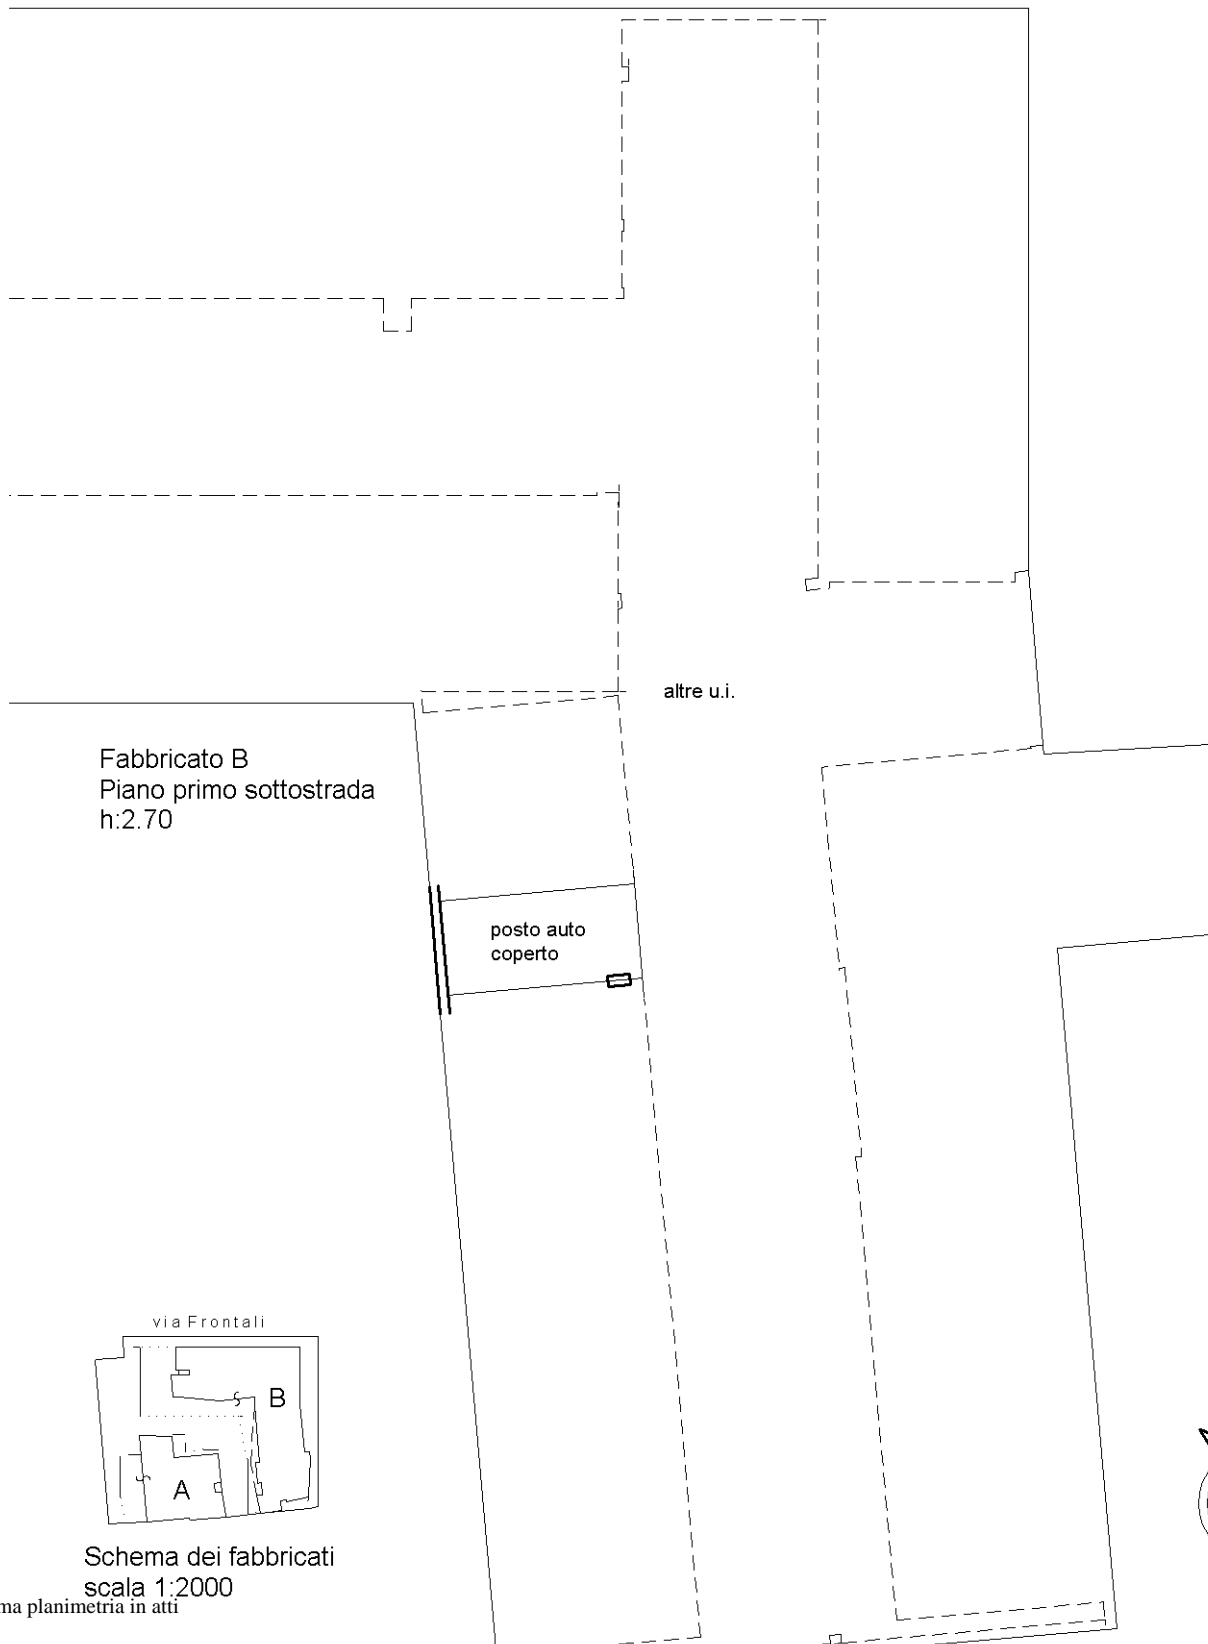 altre u.i.
Fabbricato B
Piano primo sottostrada
h:2.70
posto auto
coperto
via Frontali
B
A
Schema dei fabbricati
scala 1:2000
ma planimetria in atti